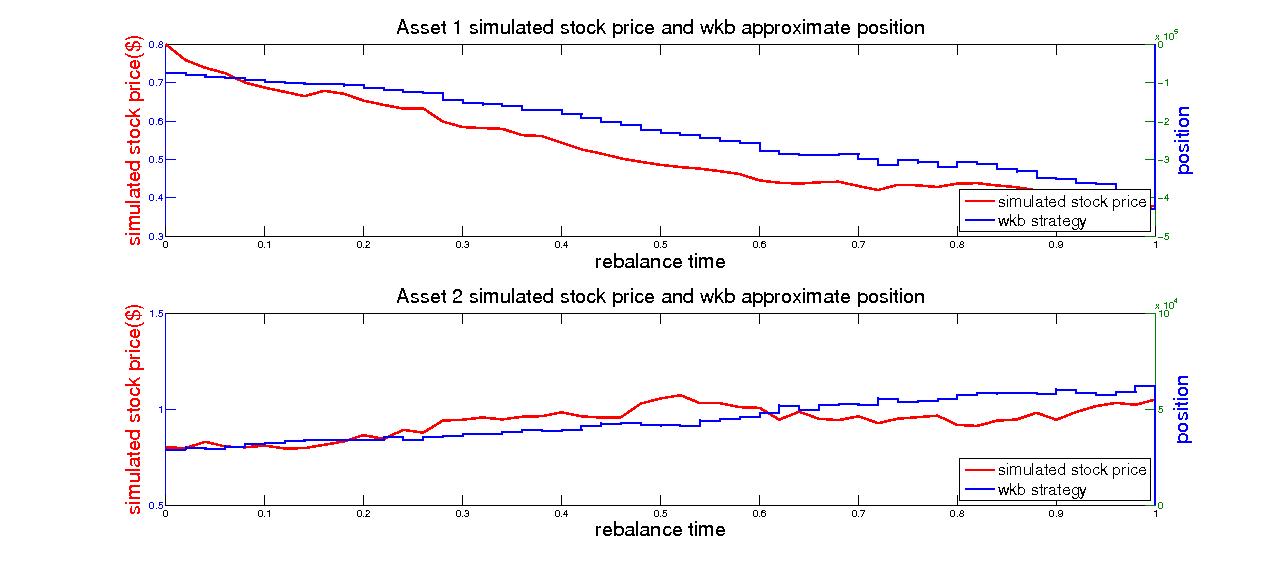 Asset 1 simulated stock price and wkb approximate position
x 10^5
simulated stock price($)
0.8
0.7
0.6
0.5
0.4
0.3
0
-1
-2
-3
-4
-5
position
simulated stock price
wkb strategy
0 0.1 0.2 0.3 0.4 0.5 0.6 0.7 0.8 0.9 1
rebalance time
Asset 2 simulated stock price and wkb approximate position
x 10^4
simulated stock price($)
1.5
1
0.5
10
5
0
position
simulated stock price
wkb strategy
0 0.1 0.2 0.3 0.4 0.5 0.6 0.7 0.8 0.9 1
rebalance time